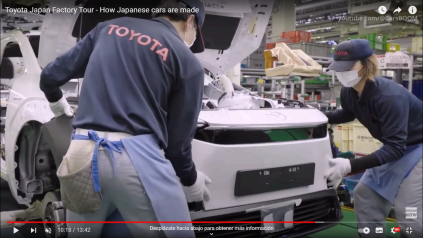 Toyota Japan Factory Tour - How Japanese cars are made
TOYOTA
10:18 / 13:42
Desplázate hacia abajo para obtener más información